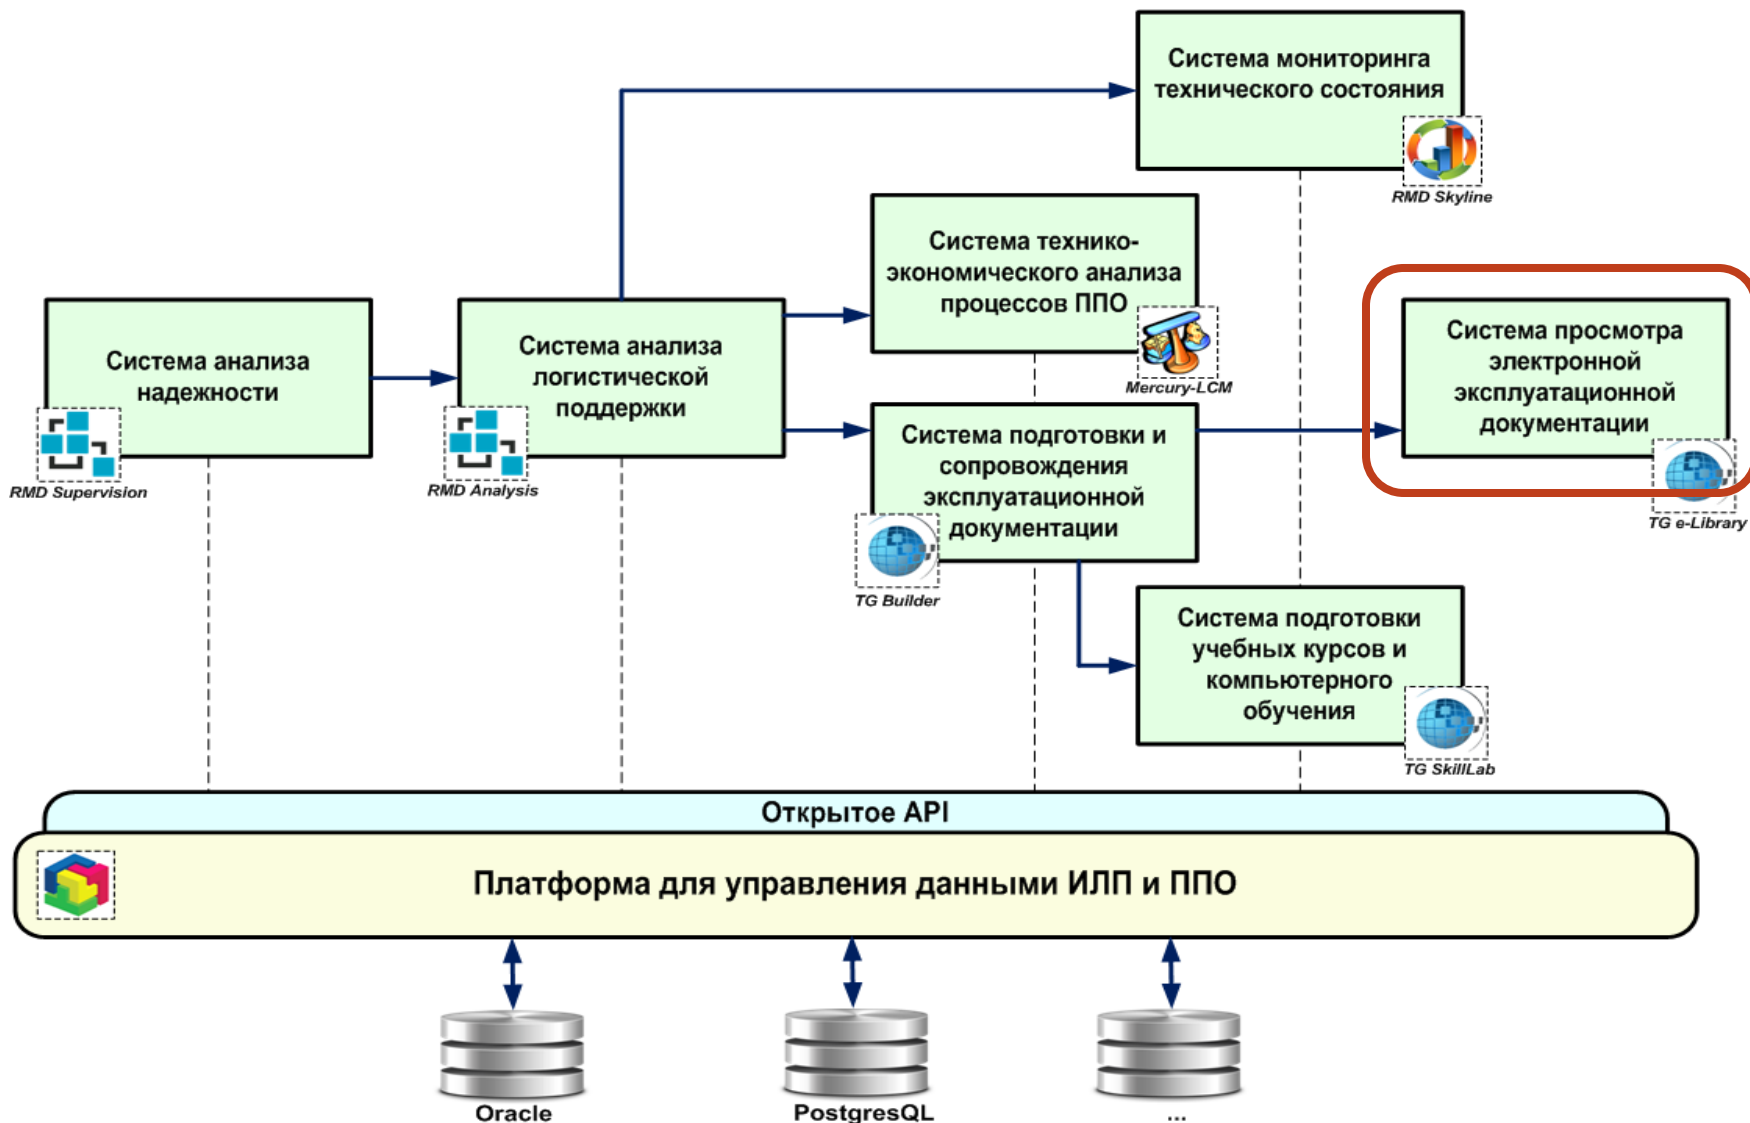 Система мониторинга
технического состояния
RMD Skyline
Система технико-
экономического анализа
процессов ППО
Mercury-LCM
Система анализа
надежности
RMD Supervision
Система анализа
логистической
поддержки
RMD Analysis
Система просмотра
электронной
эксплуатационной
документации
TG e-Library
Система подготовки и
сопровождения
эксплуатационной
документации
TG Builder
Система подготовки
учебных курсов и
компьютерного
обучения
TG SkillLab
Открытое API
Платформа для управления данными ИЛП и ППО
Oracle
PostgresQL
...